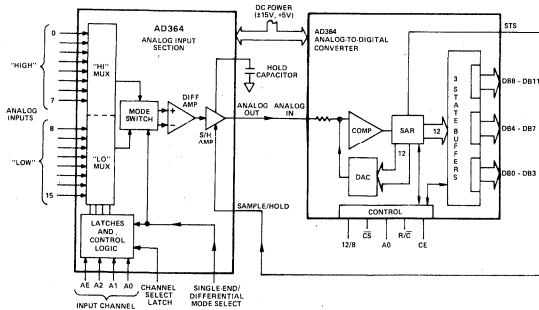 AD364
ANALOG INPUT
SECTION
DC POWER
(±15V, +5V)
AD364
ANALOG-TO-DIGITAL
CONVERTER
STS
0
"HIGH"
7
ANALOG
INPUTS
8
"LOW"
15
"HI"
MUX
"LO"
MUX
MODE
SWITCH
DIFF
AMP
+
−
S/H
AMP
HOLD
CAPACITOR
ANALOG
OUT
ANALOG
IN
COMP
SAR
12
12
DAC
3
STATE
BUFFERS
DB8 - DB11
DB4 - DB7
DB0 - DB3
SAMPLE/HOLD
CONTROL
12/8
C̅S̅
A0
R/C̅
CE
LATCHES
AND
CONTROL
LOGIC
AE A2 A1 A0
INPUT CHANNEL
CHANNEL
SELECT
LATCH
SINGLE-END/
DIFFERENTIAL
MODE SELECT